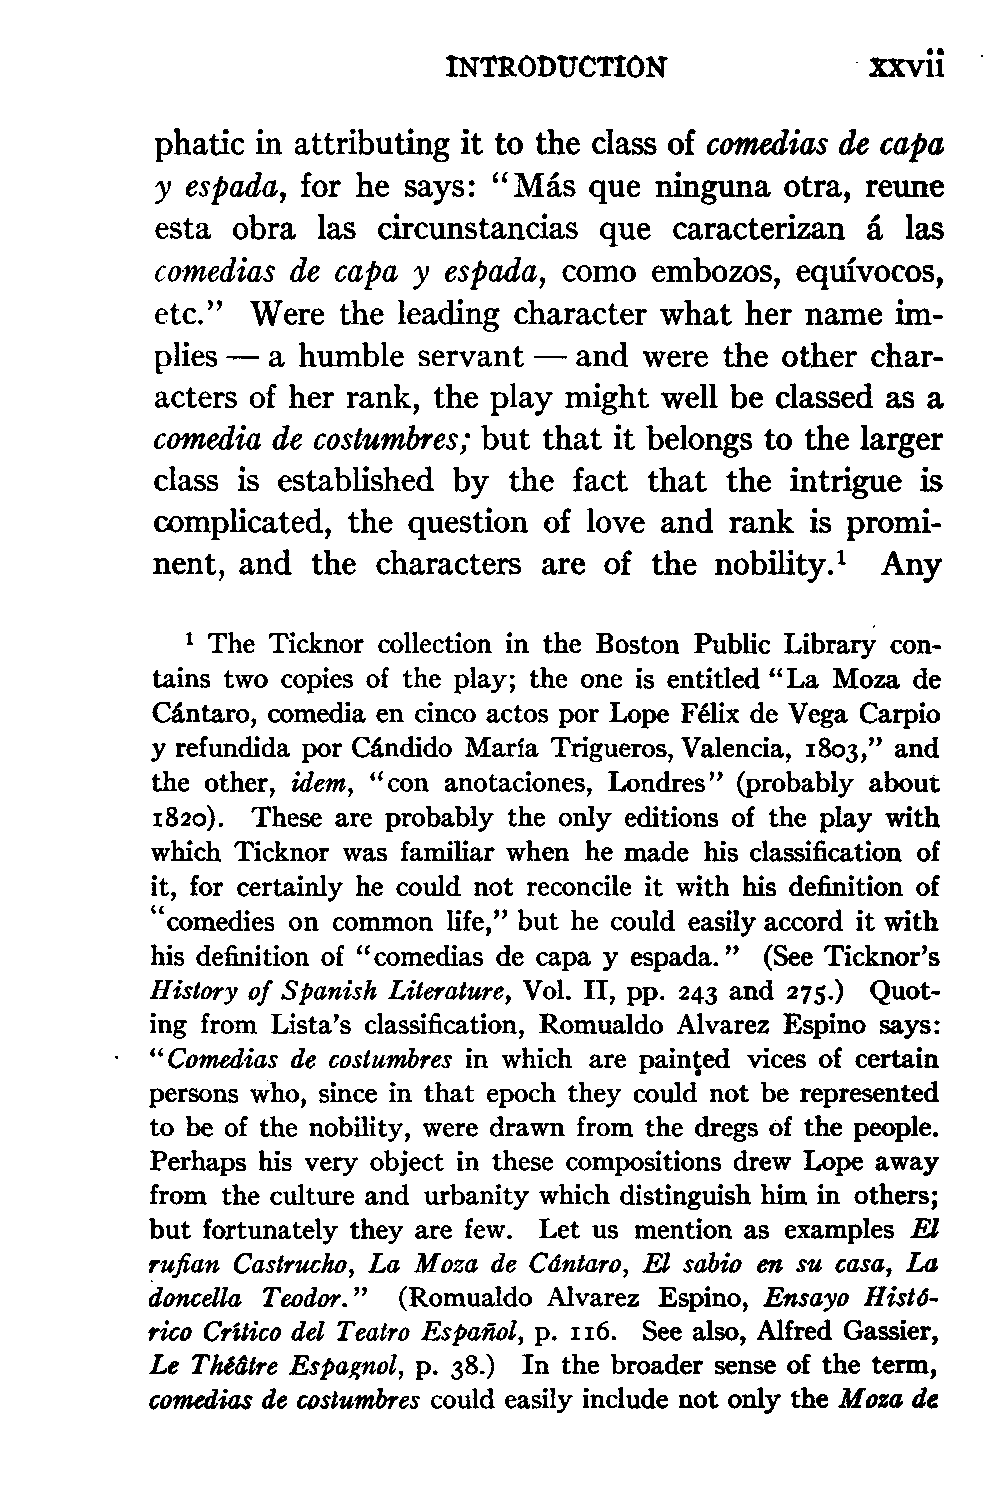 INTRODUCTION xxvii
phatic in attributing it to the class of comedias de capa
y espada, for he says: “Más que ninguna otra, reune
esta obra las circunstancias que caracterizan á las
comedias de capa y espada, como embozos, equívocos,
etc.” Were the leading character what her name im-
plies — a humble servant — and were the other char-
acters of her rank, the play might well be classed as a
comedia de costumbres; but that it belongs to the larger
class is established by the fact that the intrigue is
complicated, the question of love and rank is promi-
nent, and the characters are of the nobility.¹ Any
¹ The Ticknor collection in the Boston Public Library con-
tains two copies of the play; the one is entitled “La Moza de
Cántaro, comedia en cinco actos por Lope Félix de Vega Carpio
y refundida por Cándido María Trigueros, Valencia, 1803,” and
the other, idem, “con anotaciones, Londres” (probably about
1820). These are probably the only editions of the play with
which Ticknor was familiar when he made his classification of
it, for certainly he could not reconcile it with his definition of
“comedies on common life,” but he could easily accord it with
his definition of “comedias de capa y espada.” (See Ticknor’s
History of Spanish Literature, Vol. II, pp. 243 and 275.) Quot-
ing from Lista’s classification, Romualdo Alvarez Espino says:
“Comedias de costumbres in which are painted vices of certain
persons who, since in that epoch they could not be represented
to be of the nobility, were drawn from the dregs of the people.
Perhaps his very object in these compositions drew Lope away
from the culture and urbanity which distinguish him in others;
but fortunately they are few. Let us mention as examples El
rufian Castrucho, La Moza de Cántaro, El sabio en su casa, La
doncella Teodor.” (Romualdo Alvarez Espino, Ensayo Histó-
rico Crítico del Teatro Español, p. 116. See also, Alfred Gassier,
Le Théâtre Espagnol, p. 38.) In the broader sense of the term,
comedias de costumbres could easily include not only the Moza de